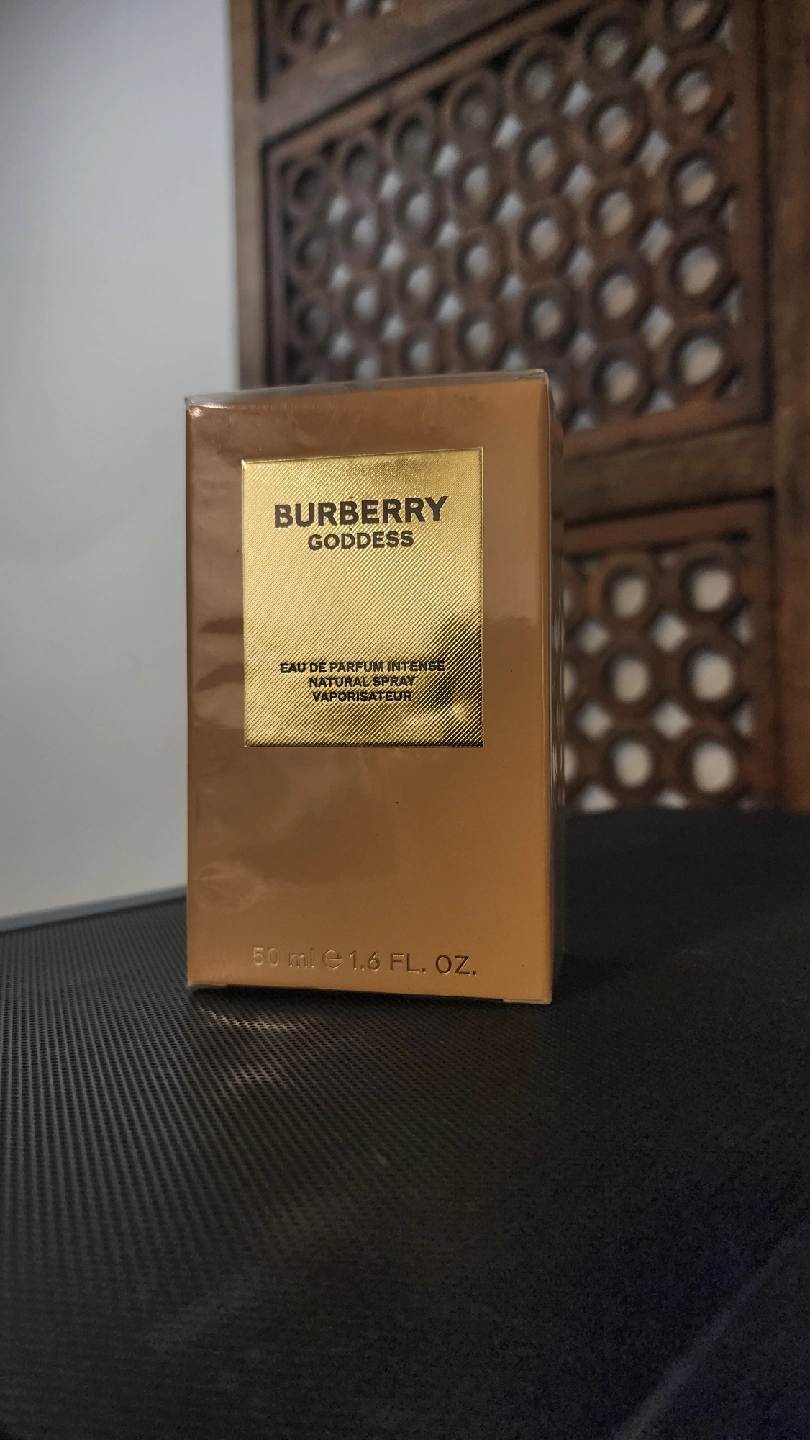 BURBERRY
GODDESS
EAU DE PARFUM INTENSE
NATURAL SPRAY
VAPORISATEUR
50 ml ℮ 1.6 FL. OZ.